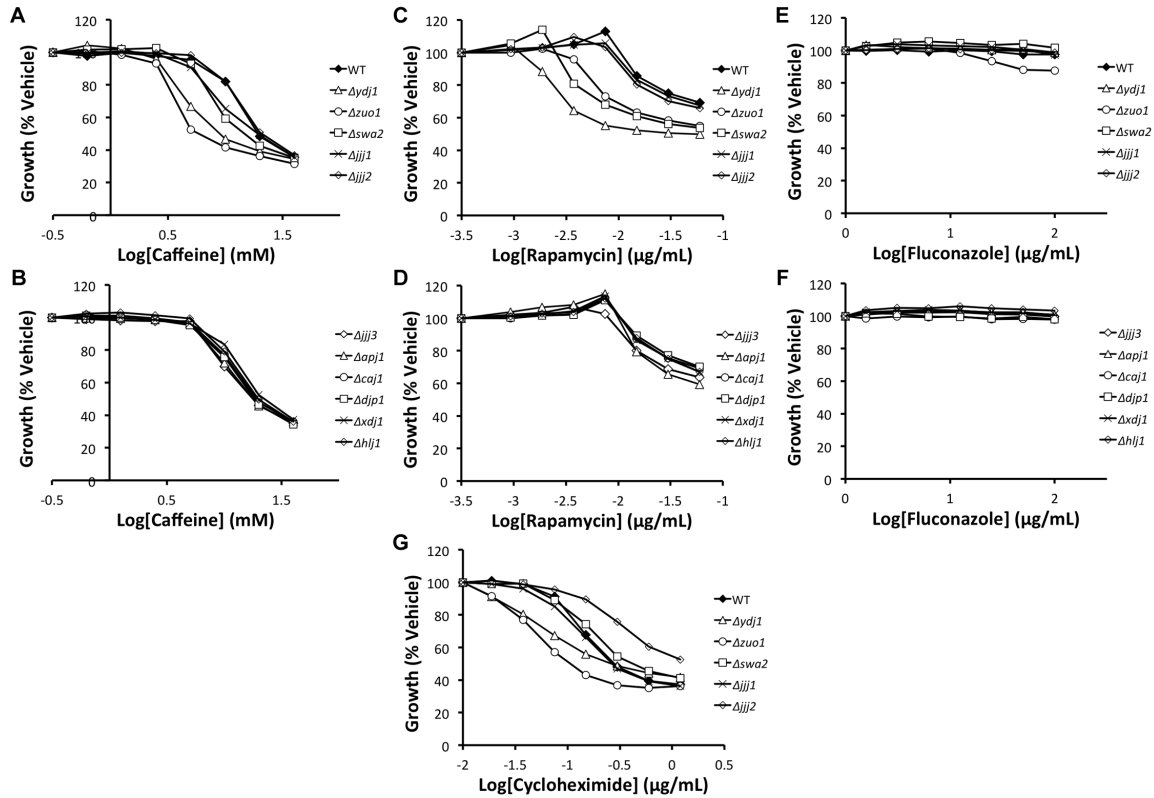 A
Growth (% Vehicle)
120
100
80
60
40
20
0
-0.5
0.5
1.5
Log[Caffeine] (mM)
WT
Δydj1
Δzuo1
Δswa2
Δjjj1
Δjjj2
C
Growth (% Vehicle)
120
100
80
60
40
20
0
-3.5
-3
-2.5
-2
-1.5
-1
Log[Rapamycin] (µg/mL)
WT
Δydj1
Δzuo1
Δswa2
Δjjj1
Δjjj2
E
Growth (% Vehicle)
120
100
80
60
40
20
0
0
1
2
Log[Fluconazole] (µg/mL)
WT
Δydj1
Δzuo1
Δswa2
Δjjj1
Δjjj2
B
Growth (% Vehicle)
120
100
80
60
40
20
0
-0.5
0.5
1.5
Log[Caffeine] (mM)
Δjjj3
Δapj1
Δcaj1
Δdjp1
Δxdj1
Δhlj1
D
Growth (% Vehicle)
120
100
80
60
40
20
0
-3.5
-3
-2.5
-2
-1.5
-1
Log[Rapamycin] (µg/mL)
Δjjj3
Δapj1
Δcaj1
Δdjp1
Δxdj1
Δhlj1
F
Growth (% Vehicle)
120
100
80
60
40
20
0
0
1
2
Log[Fluconazole] (µg/mL)
Δjjj3
Δapj1
Δcaj1
Δdjp1
Δxdj1
Δhlj1
G
Growth (% Vehicle)
120
100
80
60
40
20
0
-2
-1.5
-1
-0.5
0
0.5
Log[Cycloheximide] (µg/mL)
WT
Δydj1
Δzuo1
Δswa2
Δjjj1
Δjjj2